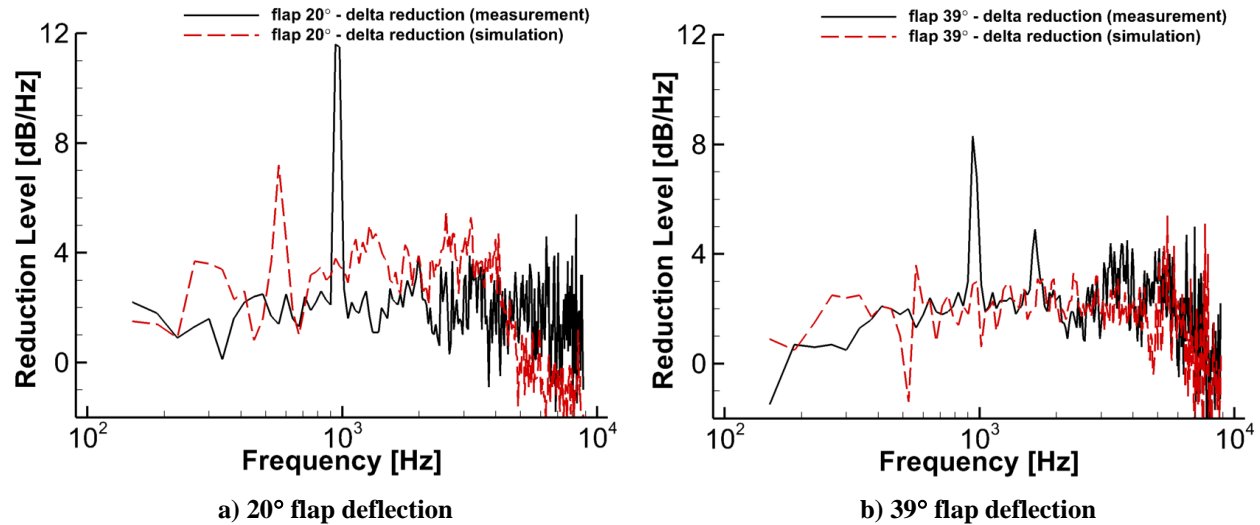 flap 20° - delta reduction (measurement)
flap 20° - delta reduction (simulation)
12
8
4
0
Reduction Level [dB/Hz]
10²
10³
10⁴
Frequency [Hz]
a) 20° flap deflection
flap 39° - delta reduction (measurement)
flap 39° - delta reduction (simulation)
12
8
4
0
Reduction Level [dB/Hz]
10²
10³
10⁴
Frequency [Hz]
b) 39° flap deflection